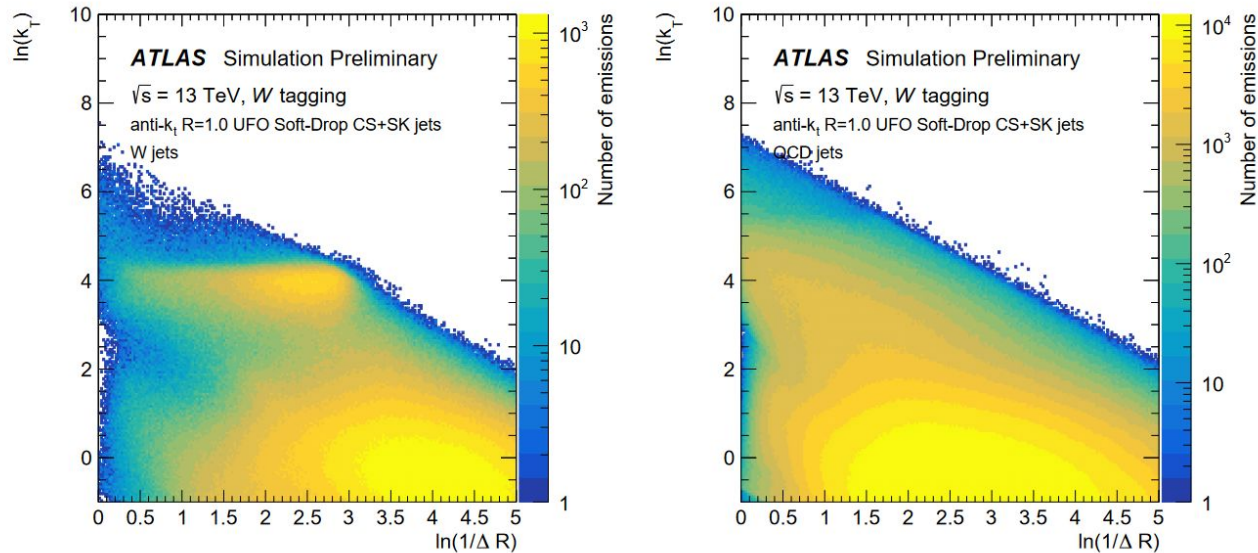 ln(k_T)
10
8
6
4
2
0
ATLAS Simulation Preliminary
√s = 13 TeV, W tagging
anti-k_t R=1.0 UFO Soft-Drop CS+SK jets
W jets
0 0.5 1 1.5 2 2.5 3 3.5 4 4.5 5
ln(1/Δ R)
10^3
10^2
10
1
Number of emissions
ln(k_T)
10
8
6
4
2
0
ATLAS Simulation Preliminary
√s = 13 TeV, W tagging
anti-k_t R=1.0 UFO Soft-Drop CS+SK jets
QCD jets
0 0.5 1 1.5 2 2.5 3 3.5 4 4.5 5
ln(1/Δ R)
10^4
10^3
10^2
10
1
Number of emissions